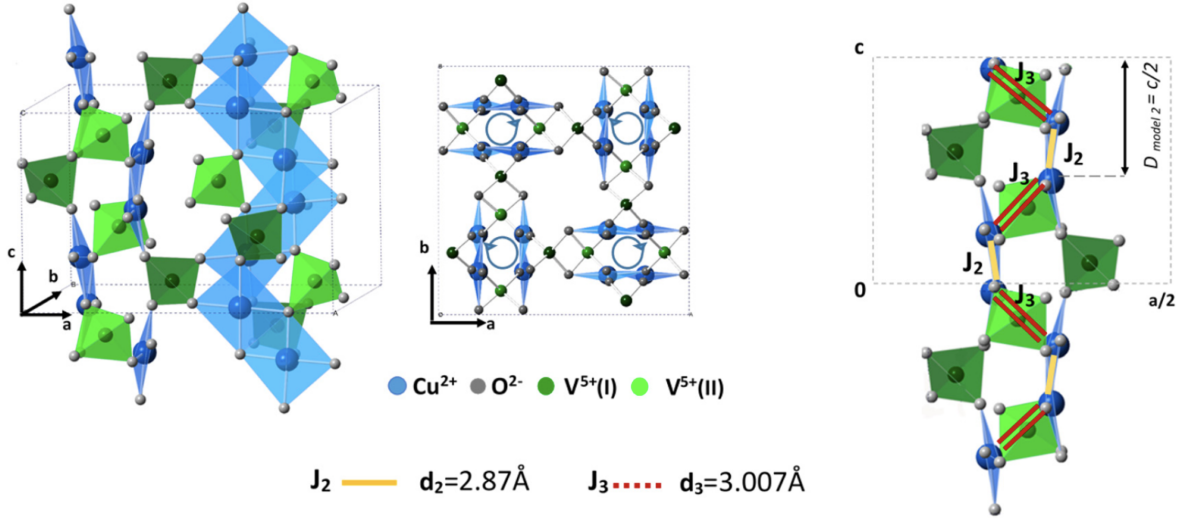 c
b
a
b
a
Cu²⁺ O²⁻ V⁵⁺(I) V⁵⁺(II)
J₂ d₂=2.87Å J₃ d₃=3.007Å
c
J₃
D model 2 = c/2
J₂
J₃
J₂
0
J₃
a/2